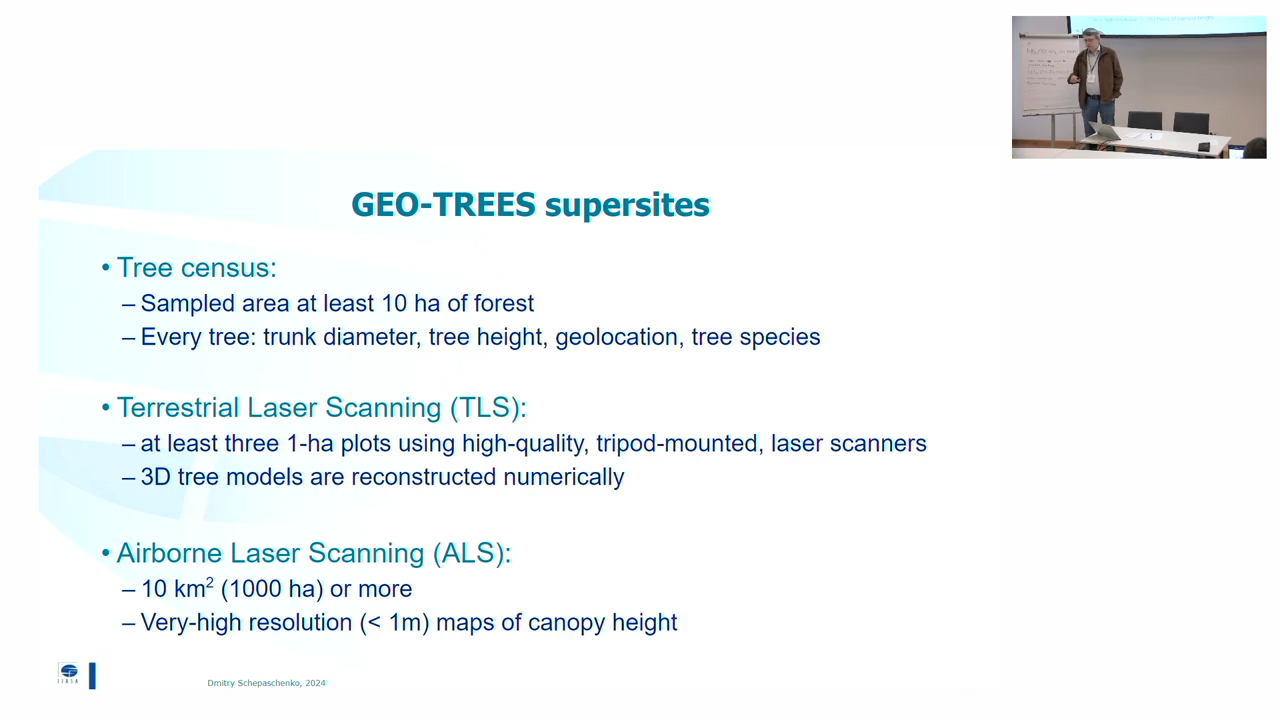 GEO-TREES supersites
• Tree census:
– Sampled area at least 10 ha of forest
– Every tree: trunk diameter, tree height, geolocation, tree species
• Terrestrial Laser Scanning (TLS):
– at least three 1-ha plots using high-quality, tripod-mounted, laser scanners
– 3D tree models are reconstructed numerically
• Airborne Laser Scanning (ALS):
– 10 km² (1000 ha) or more
– Very-high resolution (< 1m) maps of canopy height
IIASA
Dmitry Schepaschenko, 2024